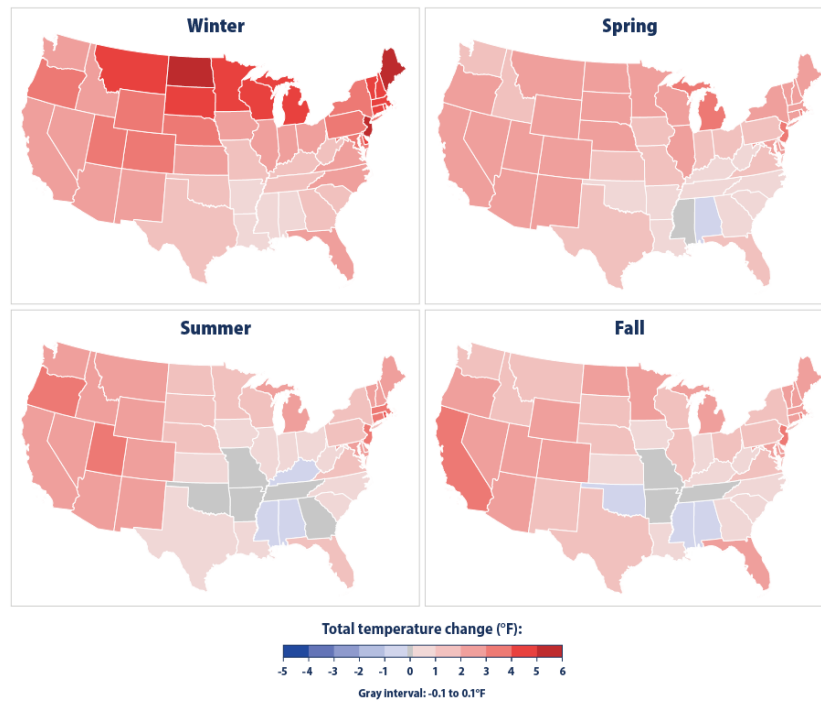 Winter
Spring
Summer
Fall
Total temperature change (°F):
-5 -4 -3 -2 -1 0 1 2 3 4 5 6
Gray interval: -0.1 to 0.1°F